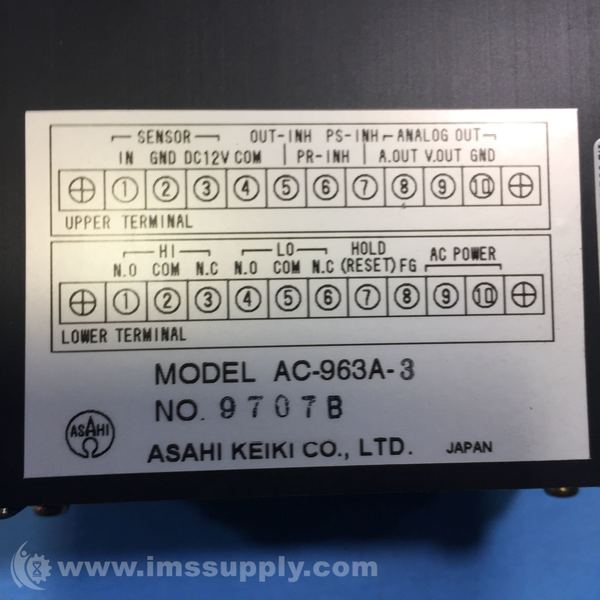 SENSOR OUT-INH PS-INH ANALOG OUT
IN GND DC12V COM PR-INH A.OUT V.OUT GND
1 2 3 4 5 6 7 8 9 10
UPPER TERMINAL
HI LO HOLD AC POWER
N.O COM N.C N.O COM N.C (RESET) FG
1 2 3 4 5 6 7 8 9 10
LOWER TERMINAL
MODEL AC-963A-3
NO. 9707B
ASAHI
ASAHI KEIKI CO., LTD. JAPAN
www.imssupply.com